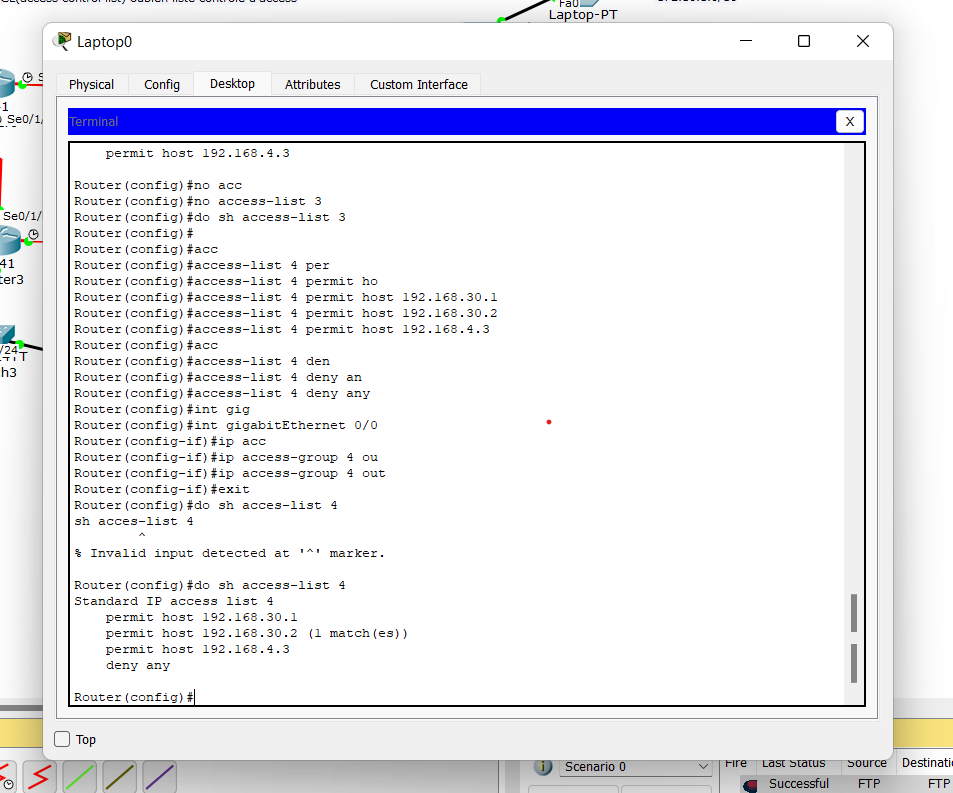 Fa0
Laptop-PT
Laptop0
Physical
Config
Desktop
Attributes
Custom Interface
Terminal
X
permit host 192.168.4.3
Router(config)#no acc
Router(config)#no access-list 3
Router(config)#do sh access-list 3
Router(config)#
Router(config)#acc
Router(config)#access-list 4 per
Router(config)#access-list 4 permit ho
Router(config)#access-list 4 permit host 192.168.30.1
Router(config)#access-list 4 permit host 192.168.30.2
Router(config)#access-list 4 permit host 192.168.4.3
Router(config)#acc
Router(config)#access-list 4 den
Router(config)#access-list 4 deny an
Router(config)#access-list 4 deny any
Router(config)#int gig
Router(config)#int gigabitEthernet 0/0
Router(config-if)#ip acc
Router(config-if)#ip access-group 4 ou
Router(config-if)#ip access-group 4 out
Router(config-if)#exit
Router(config)#do sh acces-list 4
sh acces-list 4
^
% Invalid input detected at '^' marker.
Router(config)#do sh access-list 4
Standard IP access list 4
permit host 192.168.30.1
permit host 192.168.30.2 (1 match(es))
permit host 192.168.4.3
deny any
Router(config)#
-1
Se0/1/
Se0/1/
41
ter3
/24
h3
Top
Scenario 0
Fire Last Status Source Destinati
Successful FTP FTP